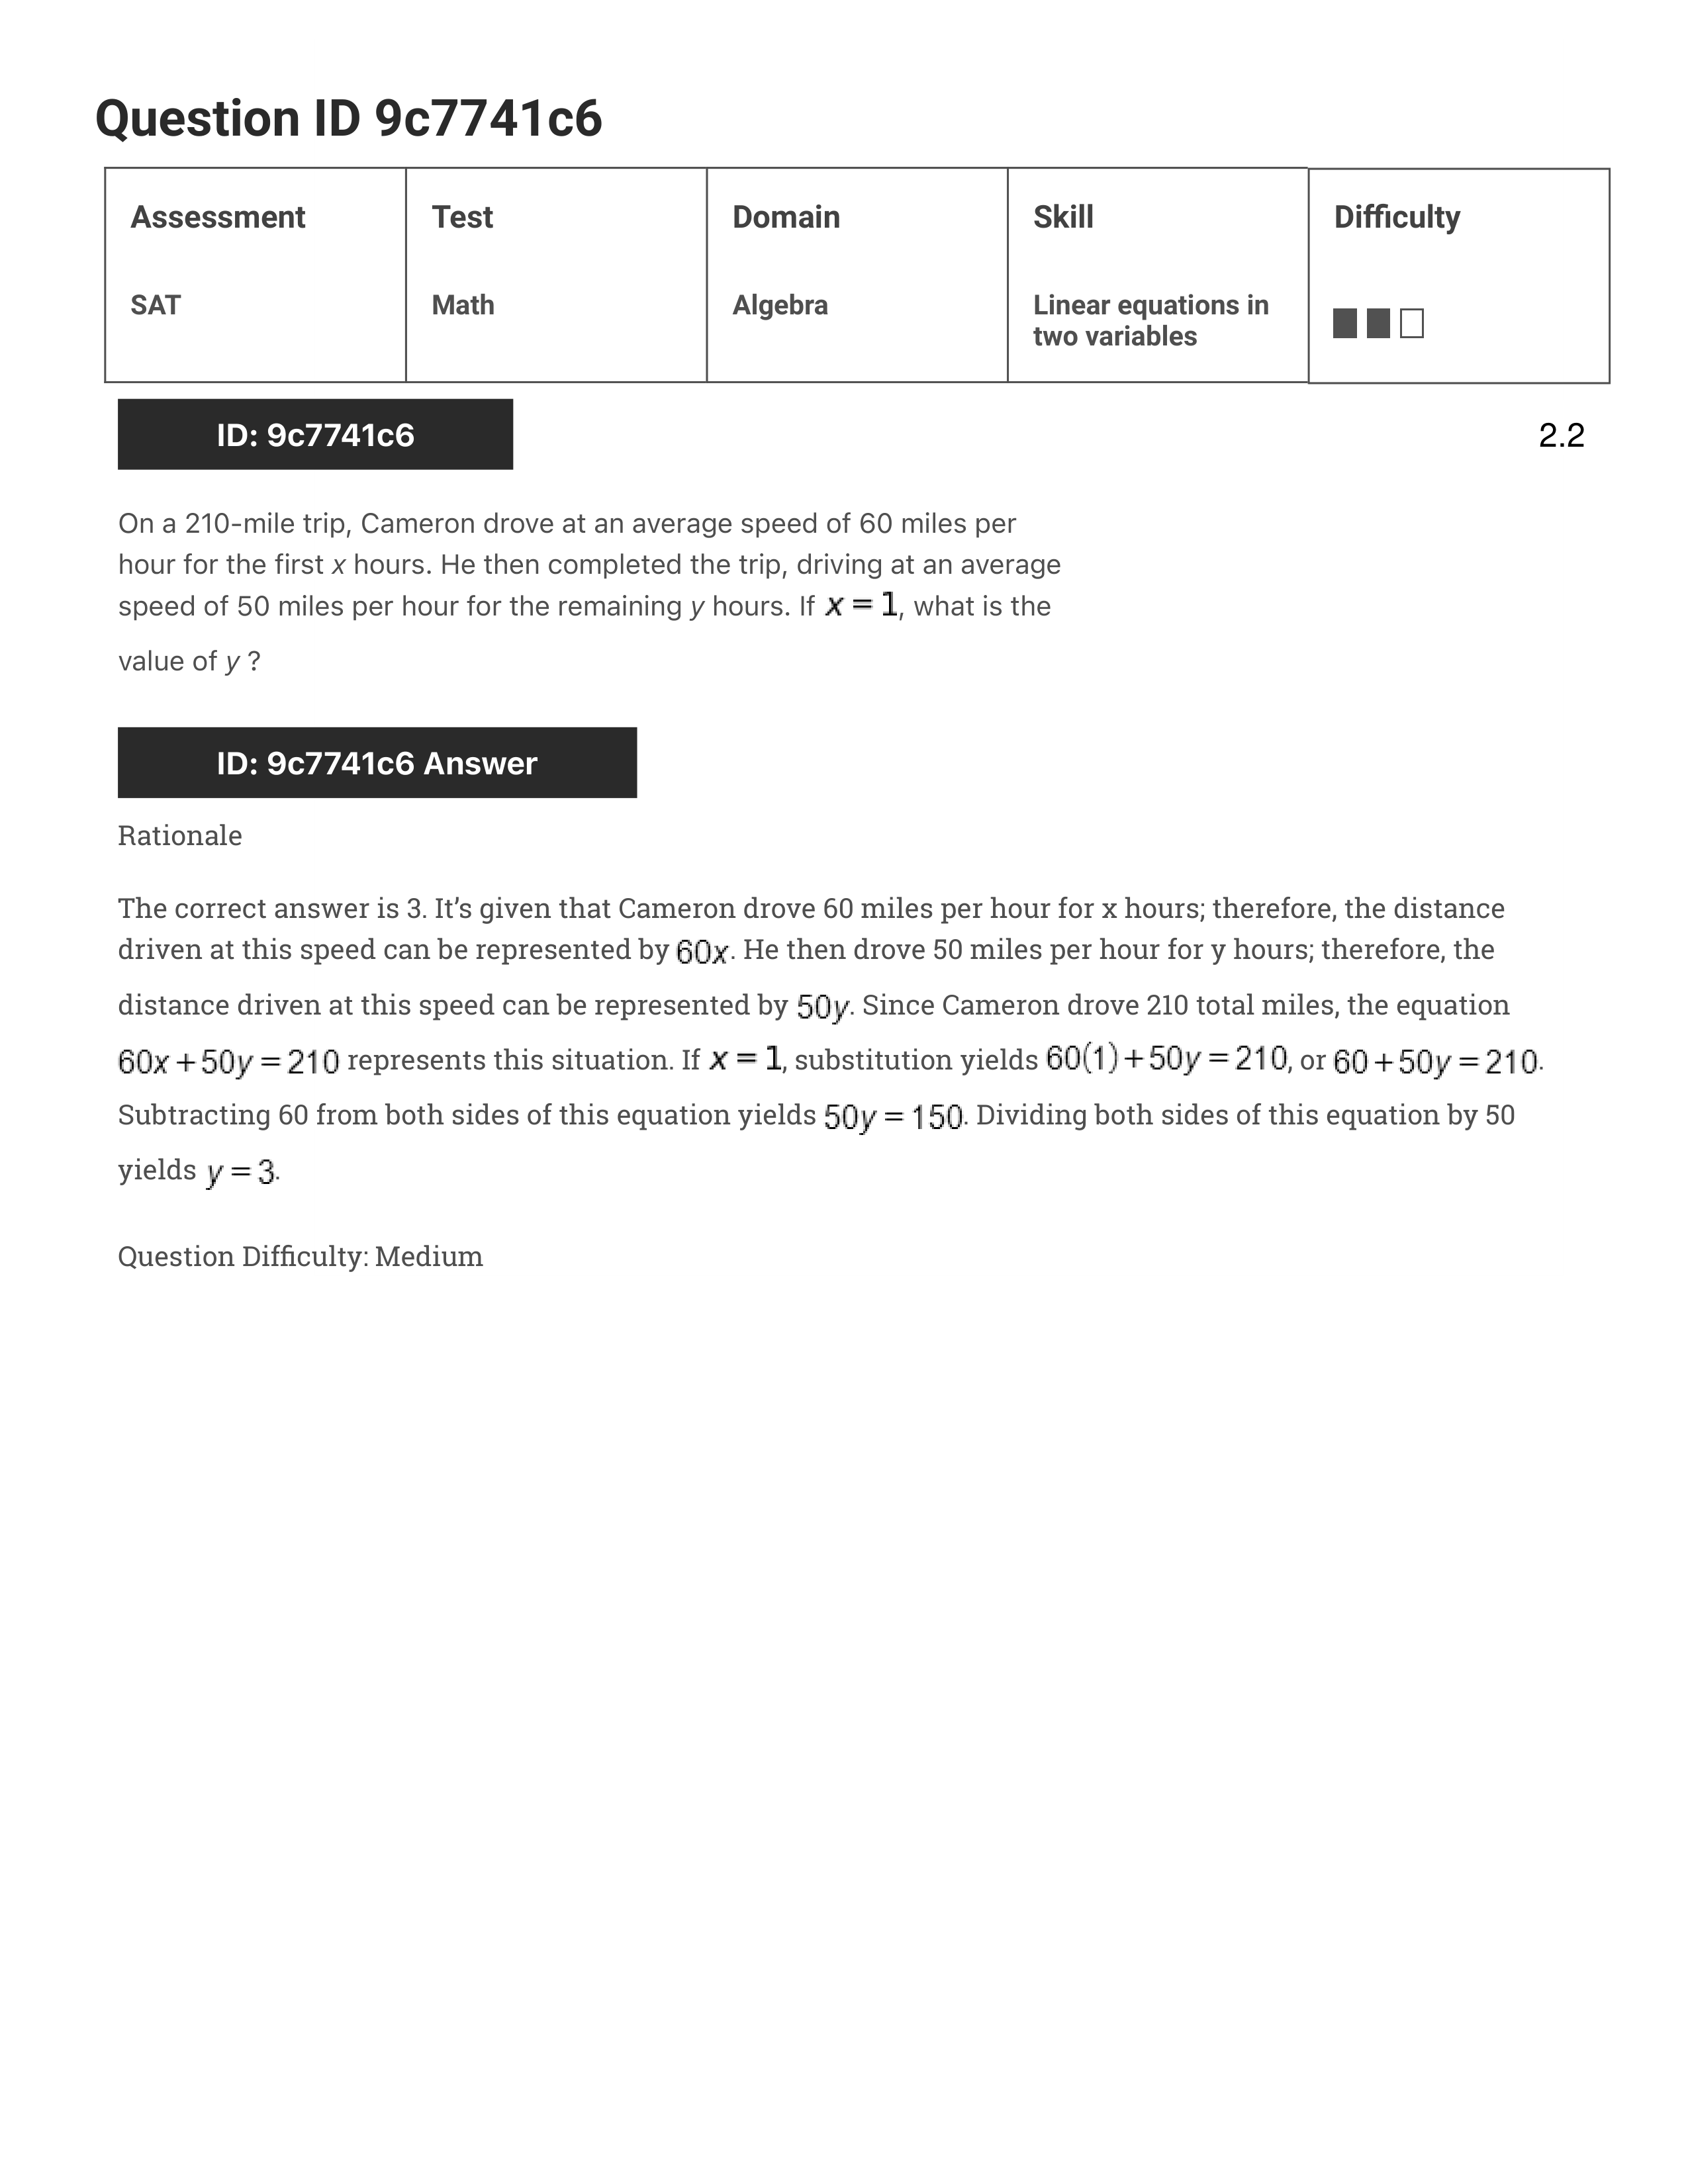 Question ID 9c7741c6
Assessment Test Domain Skill Difficulty
SAT Math Algebra Linear equations in
two variables
ID: 9c7741c6 2.2
On a 210-mile trip, Cameron drove at an average speed of 60 miles per
hour for the first x hours. He then completed the trip, driving at an average
speed of 50 miles per hour for the remaining y hours. If x = 1, what is the
value of y ?
ID: 9c7741c6 Answer
Rationale
The correct answer is 3. It’s given that Cameron drove 60 miles per hour for x hours; therefore, the distance
driven at this speed can be represented by 60x. He then drove 50 miles per hour for y hours; therefore, the
distance driven at this speed can be represented by 50y. Since Cameron drove 210 total miles, the equation
60x + 50y = 210 represents this situation. If x = 1, substitution yields 60(1) + 50y = 210, or 60 + 50y = 210.
Subtracting 60 from both sides of this equation yields 50y = 150. Dividing both sides of this equation by 50
yields y = 3.
Question Difficulty: Medium